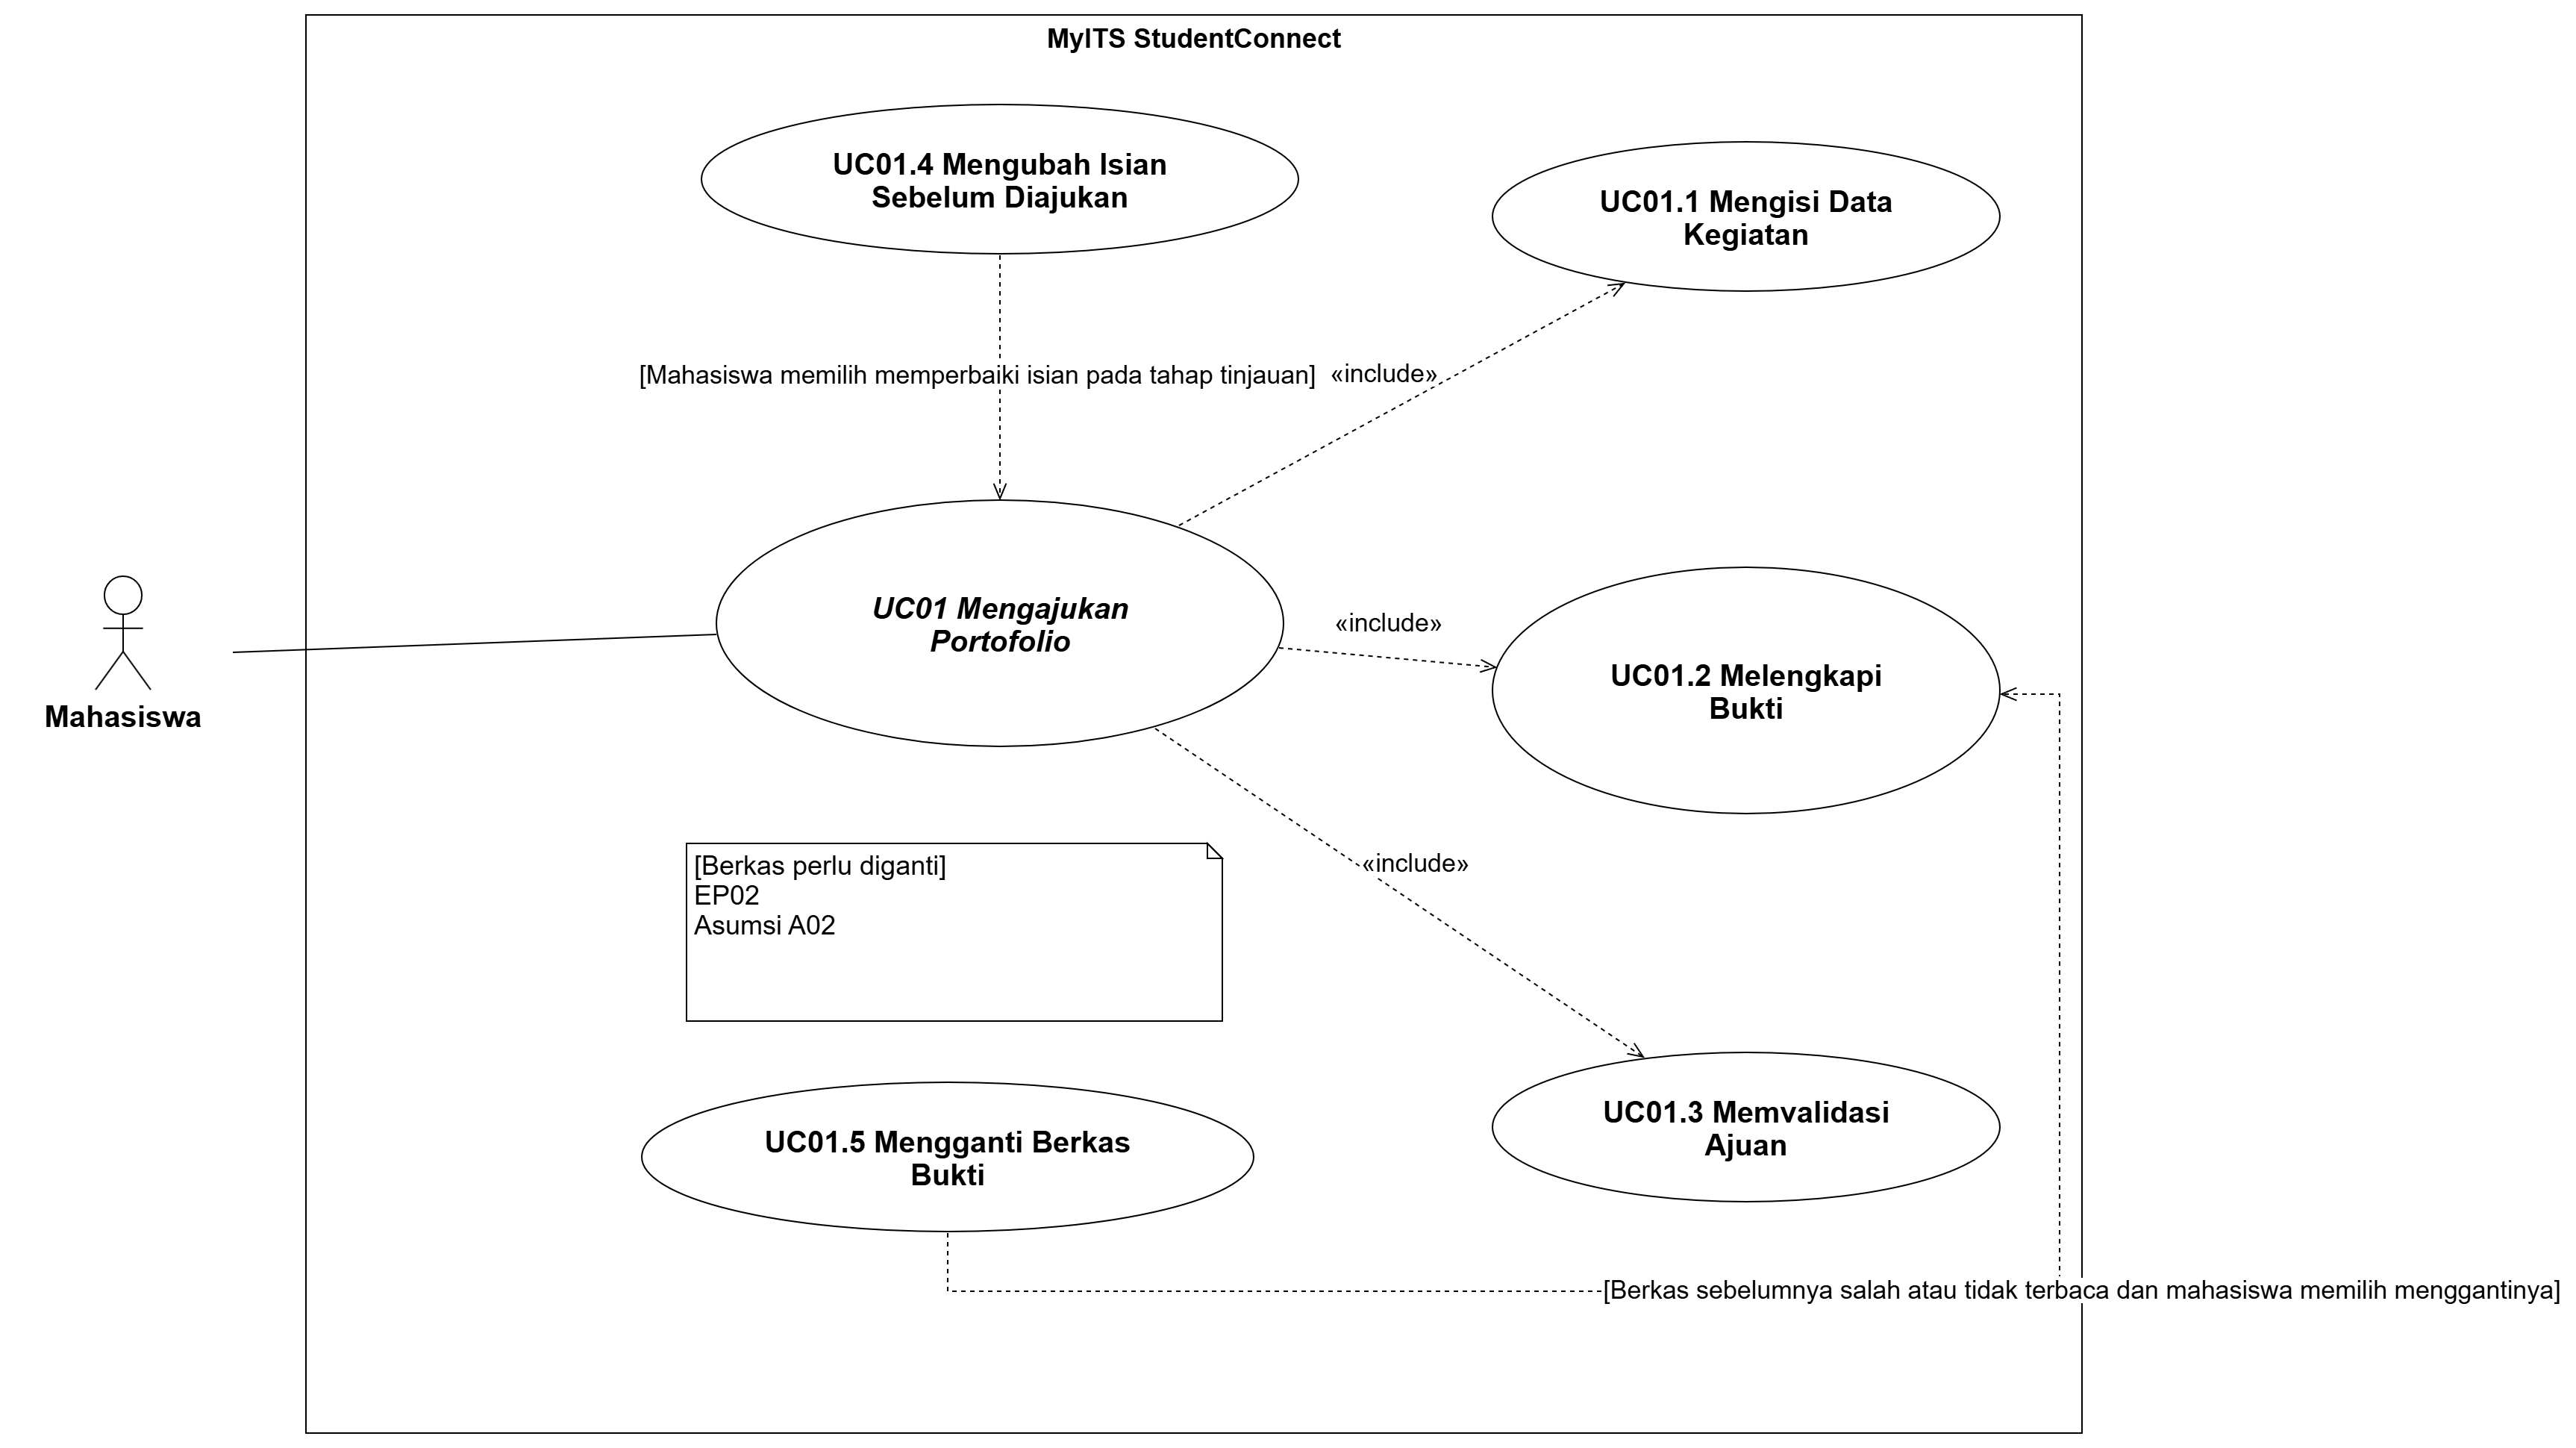 MyITS StudentConnect
UC01.4 Mengubah Isian
Sebelum Diajukan
UC01.1 Mengisi Data
Kegiatan
[Mahasiswa memilih memperbaiki isian pada tahap tinjauan]
«include»
UC01 Mengajukan
Portofolio
«include»
UC01.2 Melengkapi
Bukti
Mahasiswa
[Berkas perlu diganti]
EP02
Asumsi A02
«include»
UC01.3 Memvalidasi
Ajuan
UC01.5 Mengganti Berkas
Bukti
[Berkas sebelumnya salah atau tidak terbaca dan mahasiswa memilih menggantinya]